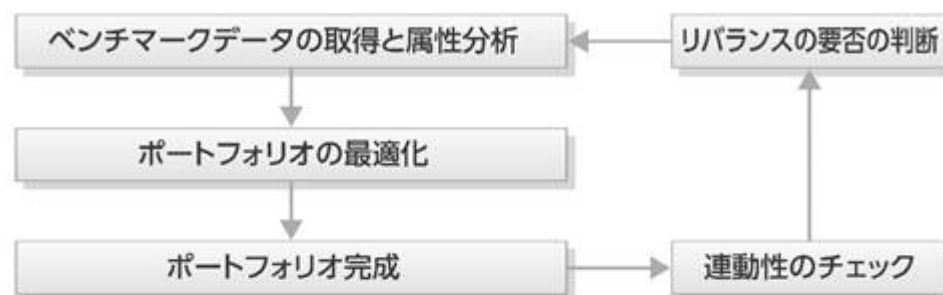 ベンチマークデータの取得と属性分析
リバランスの要否の判断
ポートフォリオの最適化
ポートフォリオ完成
連動性のチェック